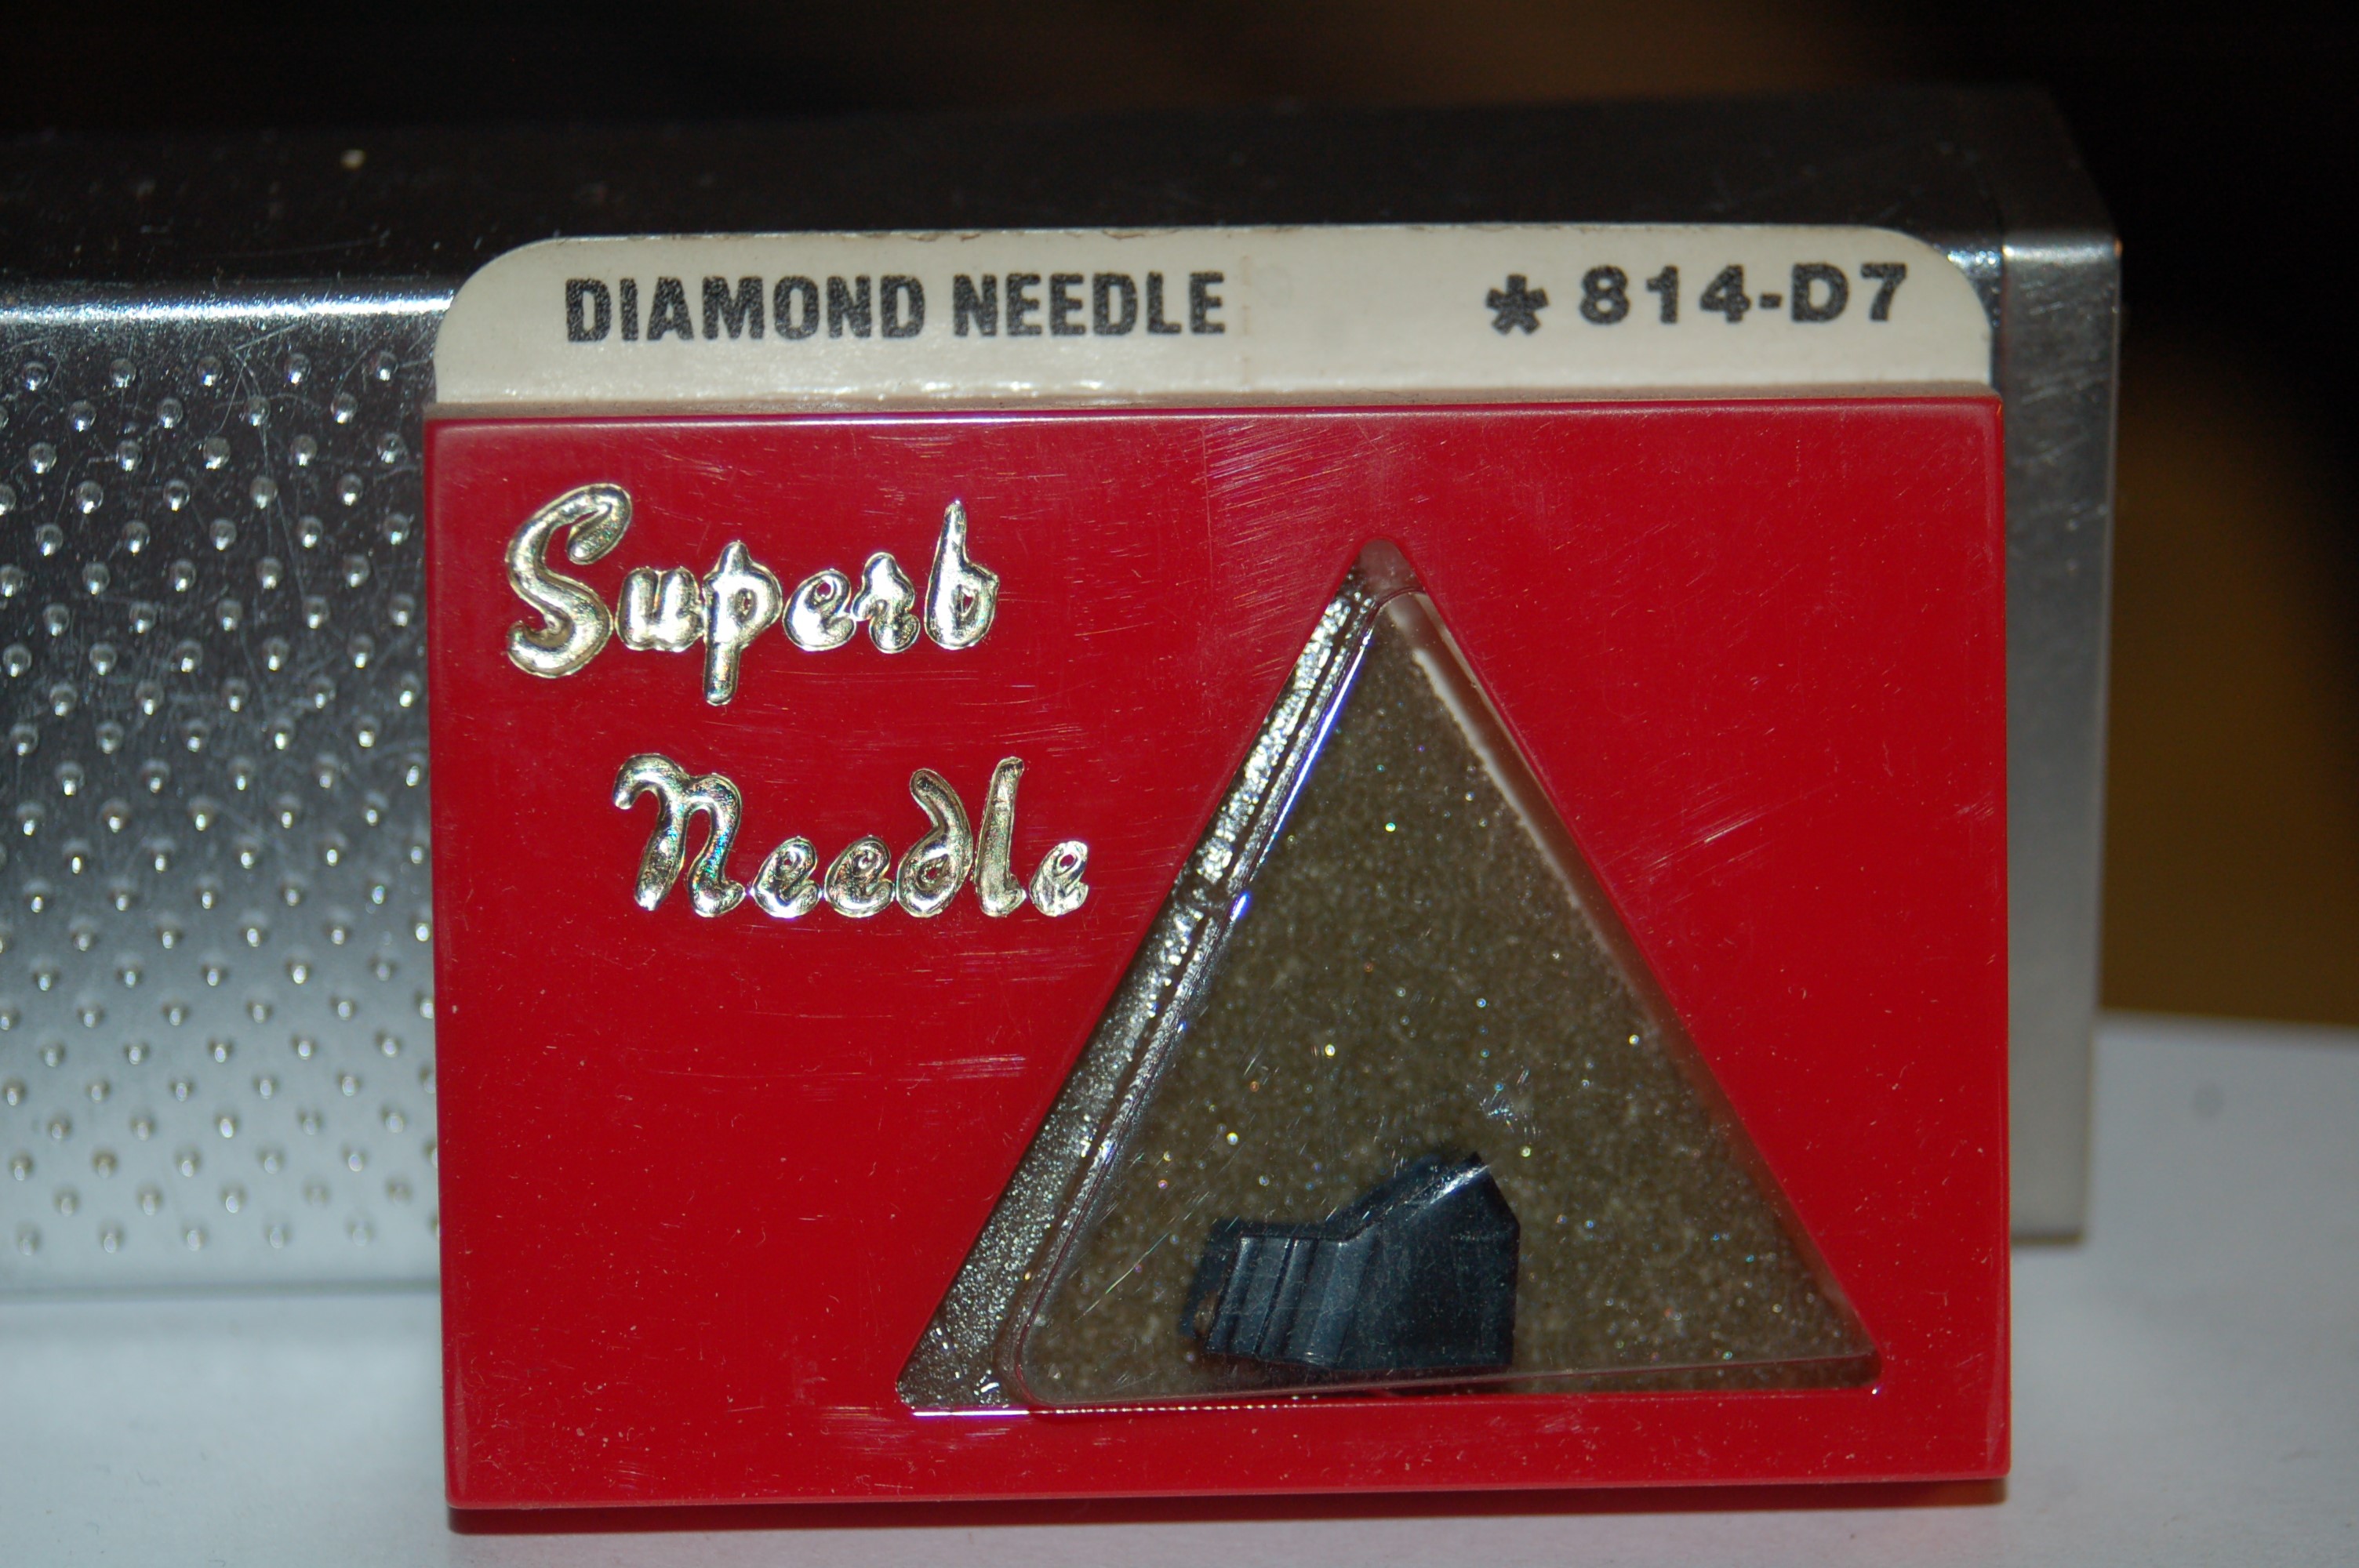 DIAMOND NEEDLE * 814-D7
Superb
Needle